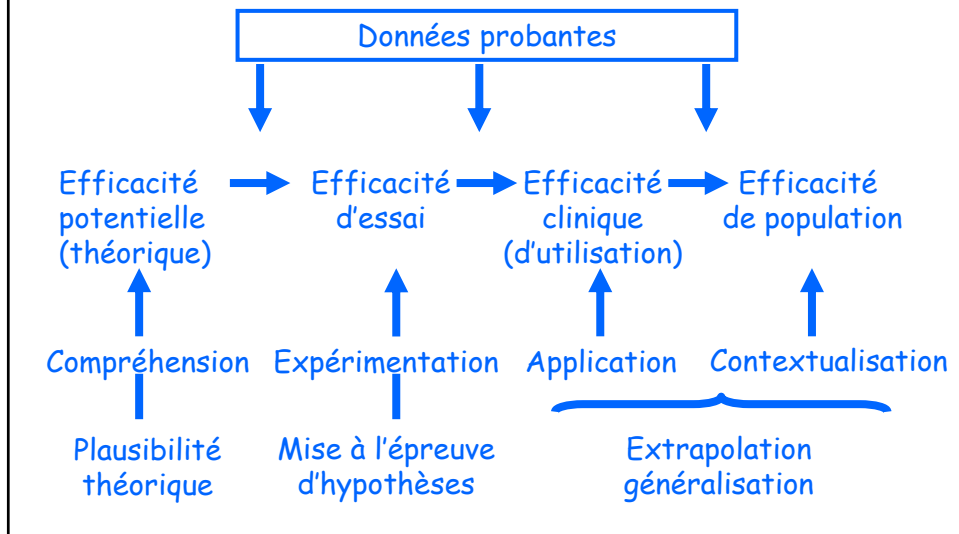 Données probantes
Efficacité potentielle (théorique)
Efficacité d'essai
Efficacité clinique (d'utilisation)
Efficacité de population
Compréhension
Expérimentation
Application
Contextualisation
Plausibilité théorique
Mise à l'épreuve d'hypothèses
Extrapolation généralisation